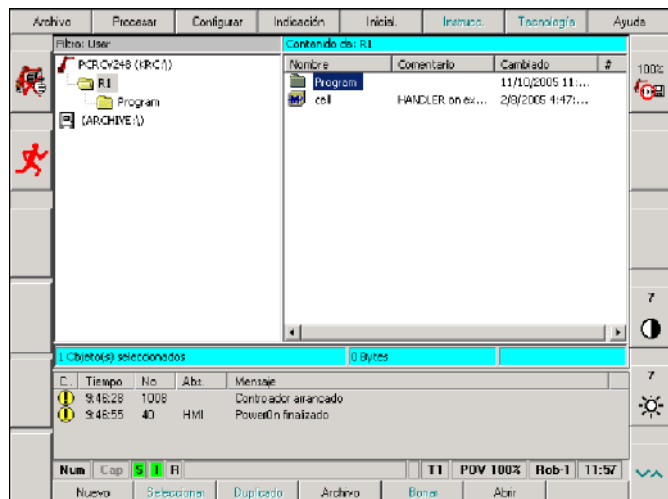 Archivo Procesar Configurar Indicación Inicial. Instrucc. Tecnología Ayuda
Filtro: User Contenido de: R1
(KRC:\) Nombre Comentario Cambiado #
R1 Program 11/10/2005 11:...
Program cell HANDLER on ex... 2/8/2005 4:47:...
(ARCHIVE:\)
100%
7
1 Objeto(s) seleccionados 0 Bytes
Tiempo No Abs. Mensaje
9:46:28 1008 Controlador arrancado
9:46:55 40 HMI PowerOn finalizado
7
Num Cap S I R T1 POV 100% Rob-1 11:57
Nuevo Seleccionar Duplicado Archivo Borrar Abrir